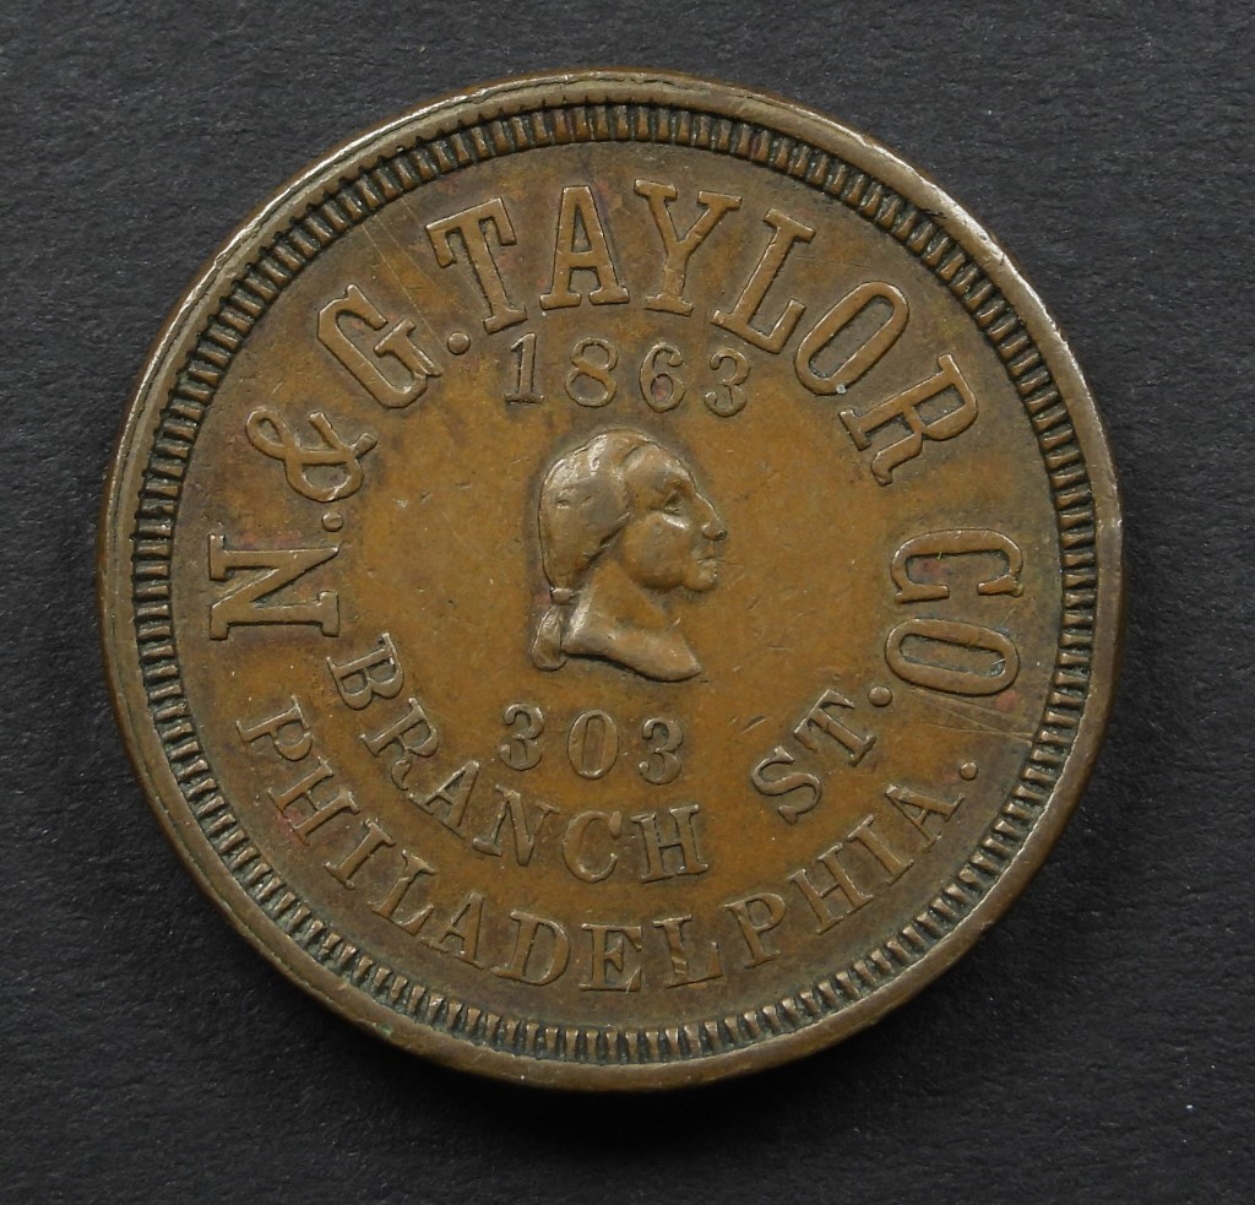 N. & G. TAYLOR CO
1863
303
BRANCH ST.
PHILADELPHIA.